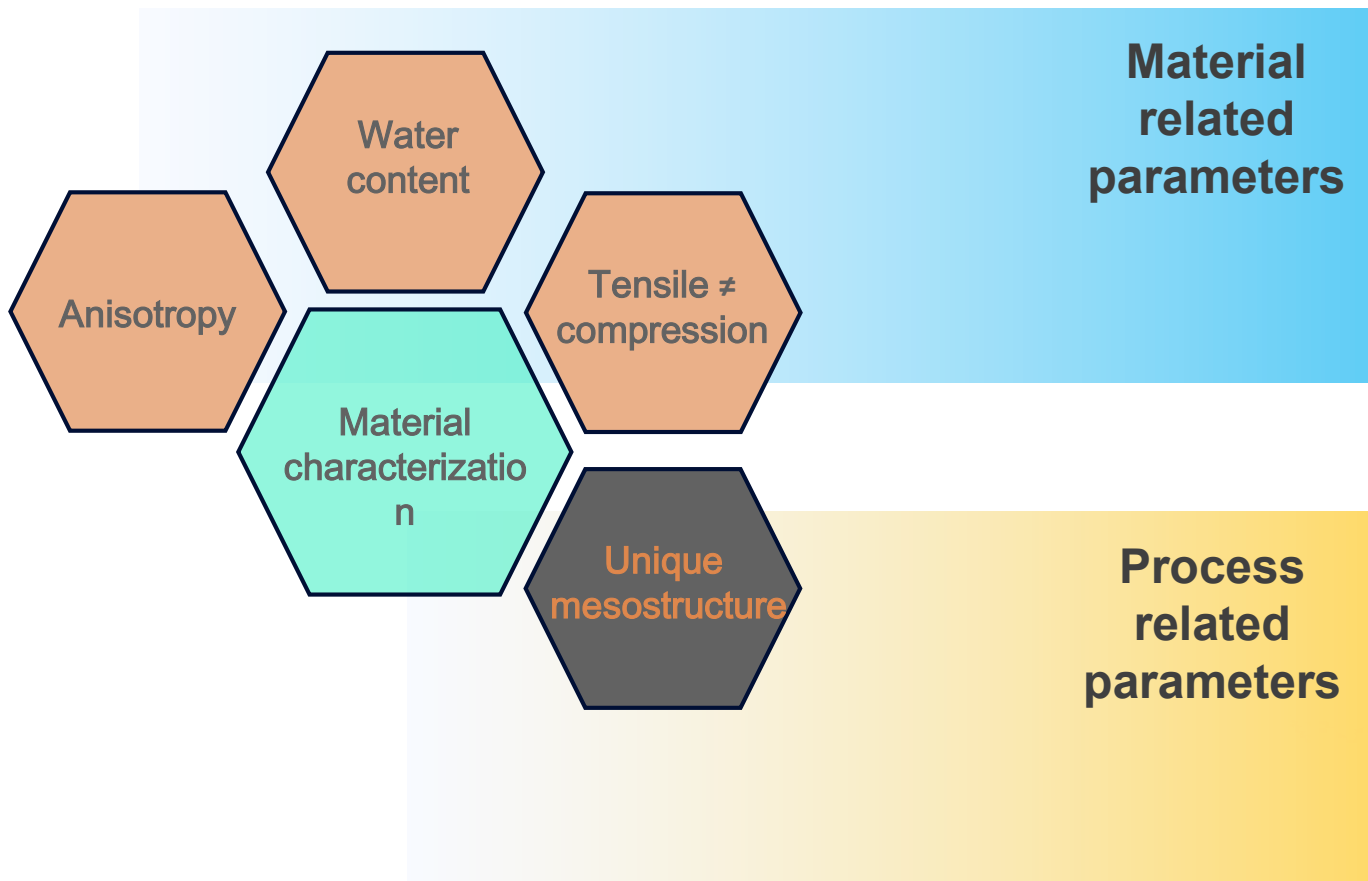 Material
related
parameters
Water
content
Anisotropy
Tensile ≠
compression
Material
characterizatio
n
Unique
mesostructure
Process
related
parameters